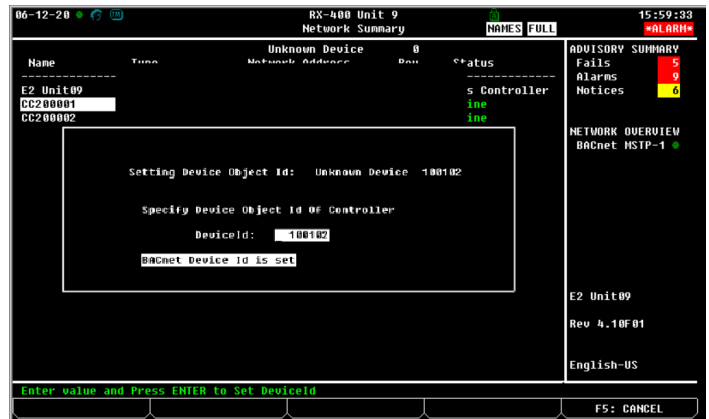 06-12-20 RX-400 Unit 9 15:59:33
Network Summary NAMES FULL *ALARM*
Unknown Device 0 ADVISORY SUMMARY
Name Type Network Address Rev Status Fails 5
Alarms 9
E2 Unit09 s Controller Notices 6
CC200001 ine
CC200002 ine
NETWORK OVERVIEW
BACnet MSTP-1
Setting Device Object Id: Unknown Device 100102
Specify Device Object Id Of Controller
DeviceId: 100102
BACnet Device Id is set
E2 Unit09
Rev 4.10F01
English-US
Enter value and Press ENTER to Set DeviceId
F5: CANCEL